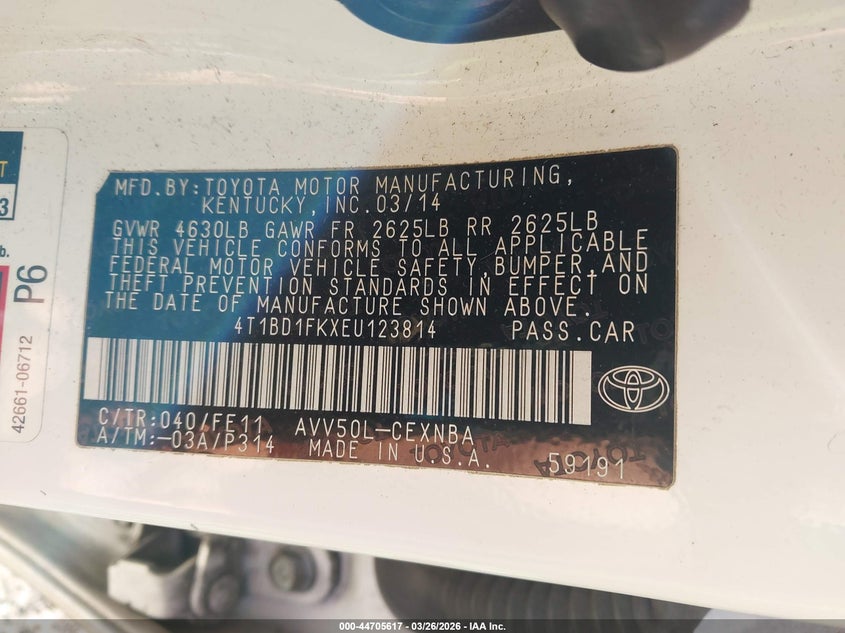 MFD.BY:TOYOTA MOTOR MANUFACTURING,
KENTUCKY,INC.03/14
GVWR 4630LB GAWR FR 2625LB RR 2625LB
THIS VEHICLE CONFORMS TO ALL APPLICABLE
FEDERAL MOTOR VEHICLE SAFETY,BUMPER,AND
THEFT PREVENTION STANDARDS IN EFFECT ON
THE DATE OF MANUFACTURE SHOWN ABOVE.
4T1BD1FKXEU123814 PASS.CAR
C/TR:040/FE11 AVV50L-CEXNBA
A/TM:-03A/P314 MADE IN U.S.A. 59191
T
3
b.
P6
42661-06712
000-44705617 | 03/26/2026 - IAA Inc.